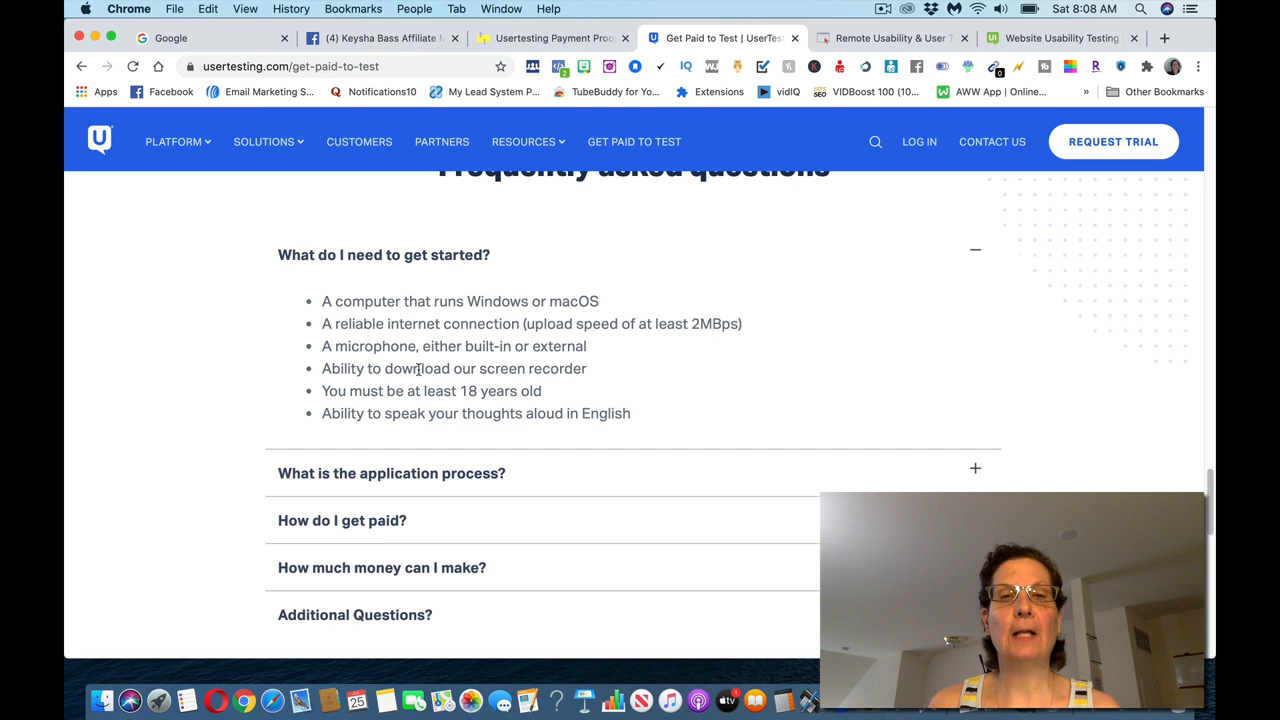 Chrome File Edit View History Bookmarks People Tab Window Help Sat 8:08 AM
Google
(4) Keysha Bass Affiliate M
Usertesting Payment Proo
Get Paid to Test | UserTes
Remote Usability & User T
Website Usability Testing
usertesting.com/get-paid-to-test
Apps Facebook Email Marketing S... Notifications10 My Lead System P... TubeBuddy for Yo... Extensions vidIQ VIDBoost 100 (10... AWW App | Online... » Other Bookmarks
PLATFORM SOLUTIONS CUSTOMERS PARTNERS RESOURCES GET PAID TO TEST LOG IN CONTACT US REQUEST TRIAL
Frequently asked questions
What do I need to get started?
• A computer that runs Windows or macOS
• A reliable internet connection (upload speed of at least 2MBps)
• A microphone, either built-in or external
• Ability to download our screen recorder
• You must be at least 18 years old
• Ability to speak your thoughts aloud in English
What is the application process?
How do I get paid?
How much money can I make?
Additional Questions?